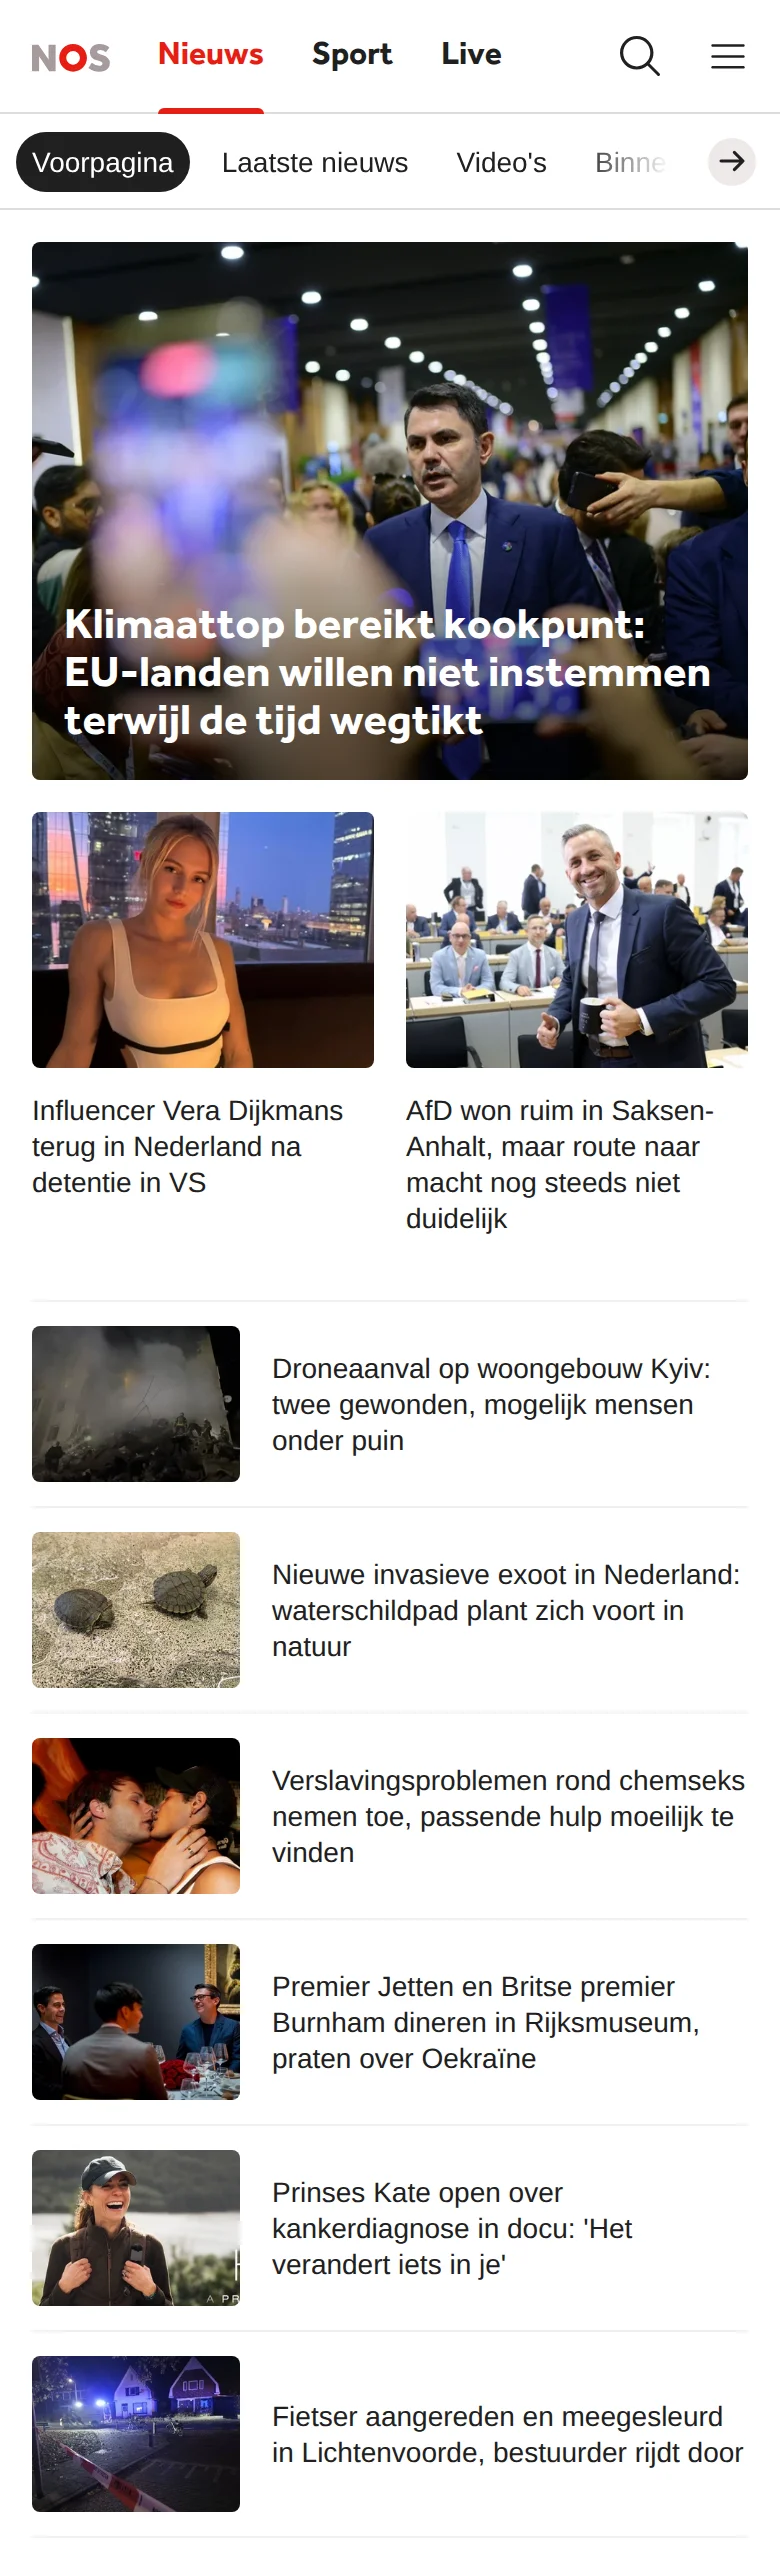 NOS Nieuws Sport Live
Voorpagina Laatste nieuws Video's Binne
Klimaattop bereikt kookpunt:
EU-landen willen niet instemmen
terwijl de tijd wegtikt
Influencer Vera Dijkmans
terug in Nederland na
detentie in VS
AfD won ruim in Saksen-
Anhalt, maar route naar
macht nog steeds niet
duidelijk
Droneaanval op woongebouw Kyiv:
twee gewonden, mogelijk mensen
onder puin
Nieuwe invasieve exoot in Nederland:
waterschildpad plant zich voort in
natuur
Verslavingsproblemen rond chemseks
nemen toe, passende hulp moeilijk te
vinden
Premier Jetten en Britse premier
Burnham dineren in Rijksmuseum,
praten over Oekraïne
Prinses Kate open over
kankerdiagnose in docu: 'Het
verandert iets in je'
H
A PR
Fietser aangereden en meegesleurd
in Lichtenvoorde, bestuurder rijdt door